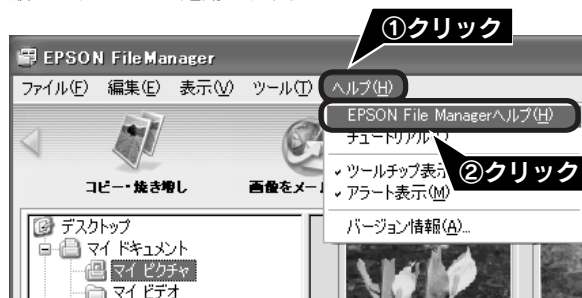 ①クリック
EPSON FileManager
ファイル(F) 編集(E) 表示(V) ツール(T) ヘルプ(H)
EPSON File Managerヘルプ(H)
チュートリアル
ツールチップ表示
②クリック
アラート表示(M)
バージョン情報(A)...
コピー・焼き増し 画像をメー
デスクトップ
マイ ドキュメント
マイ ピクチャ
マイ ビデオ